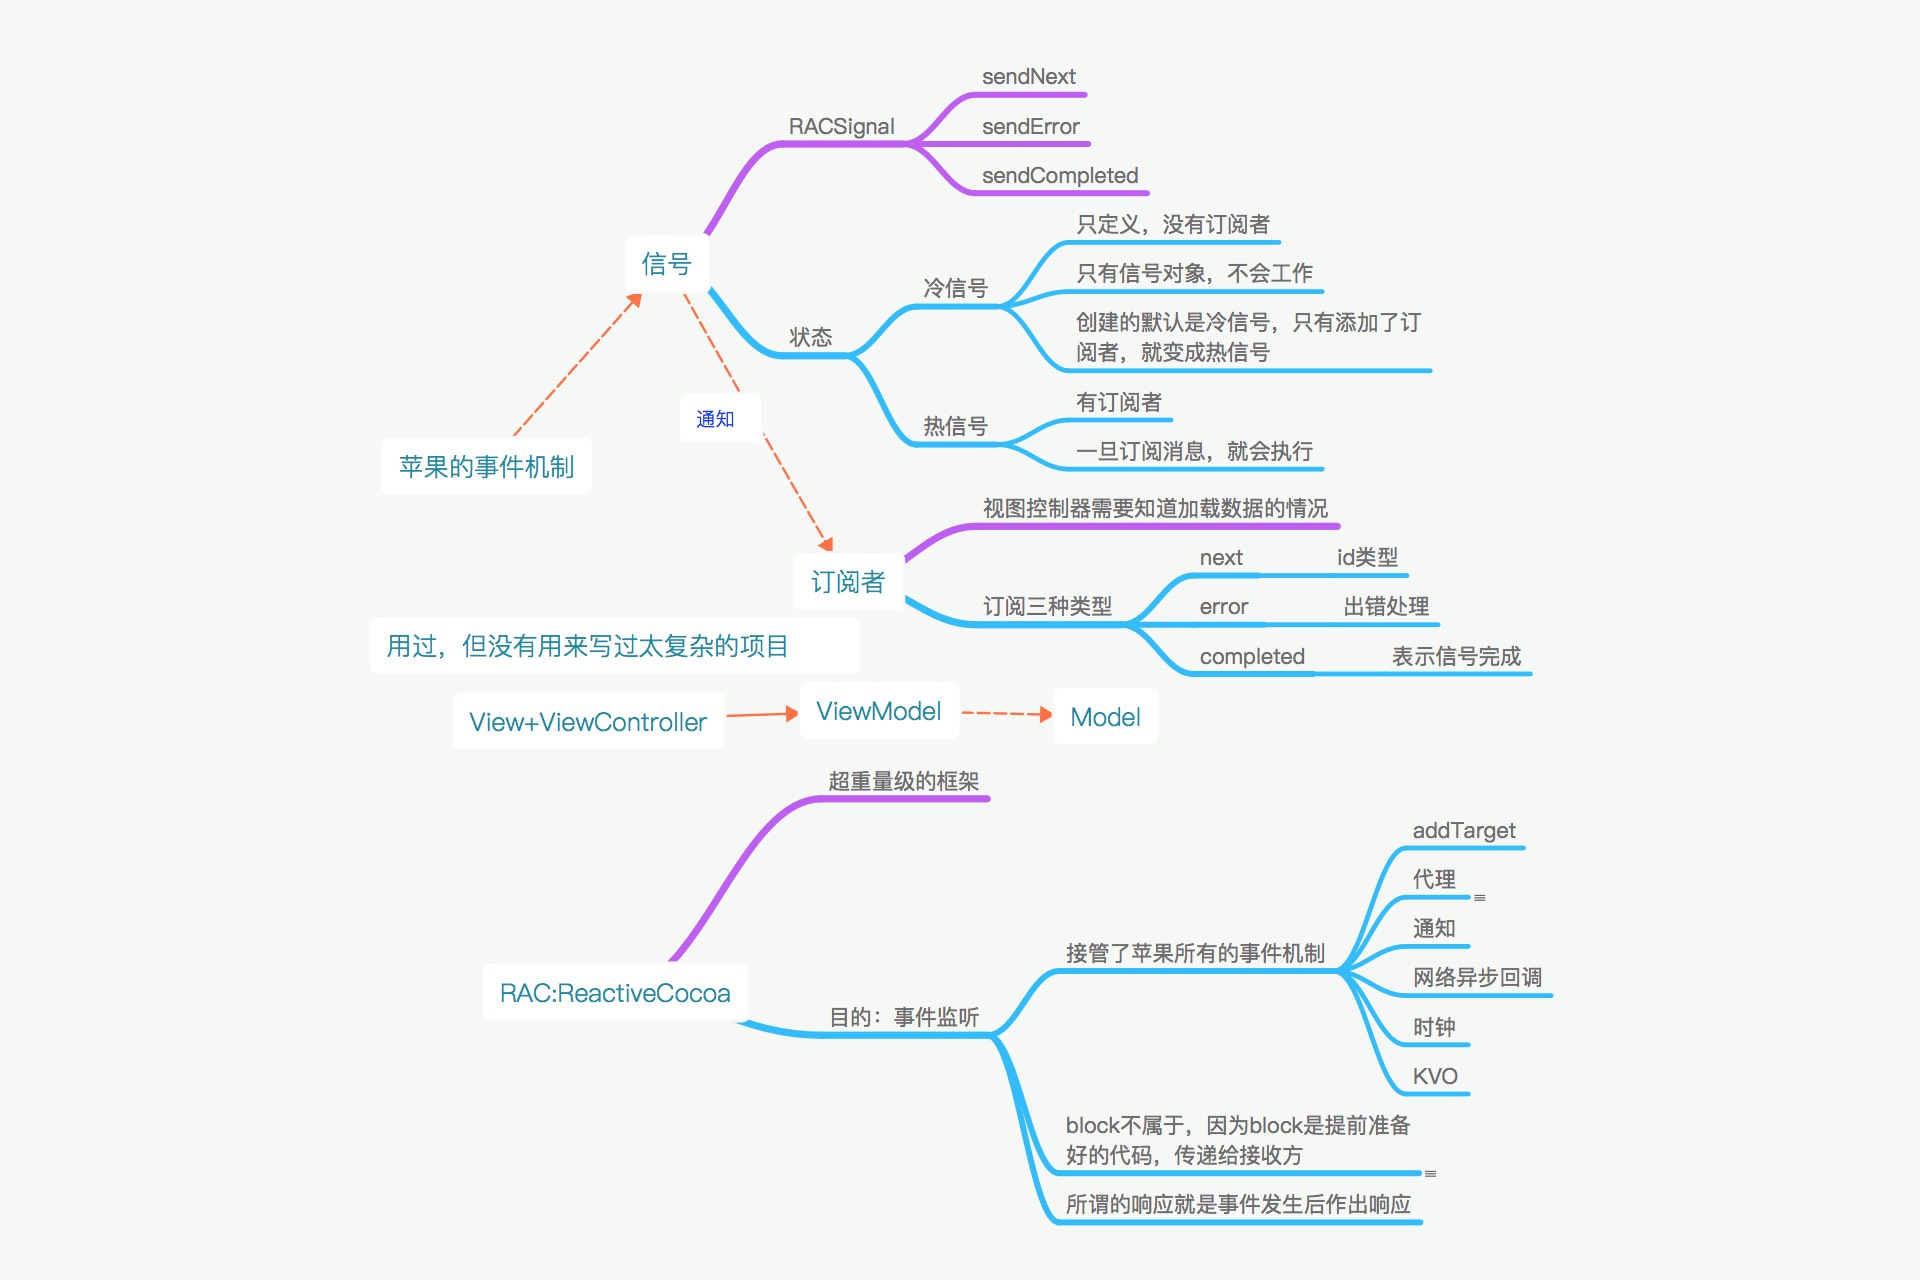 sendNext
RACSignal
sendError
sendCompleted
信号
状态
冷信号
只定义，没有订阅者
只有信号对象，不会工作
创建的默认是冷信号，只有添加了订
阅者，就变成热信号
热信号
有订阅者
一旦订阅消息，就会执行
通知
苹果的事件机制
订阅者
视图控制器需要知道加载数据的情况
订阅三种类型
next
id类型
error
出错处理
completed
表示信号完成
用过，但没有用来写过太复杂的项目
View+ViewController
ViewModel
Model
超重量级的框架
RAC:ReactiveCocoa
目的：事件监听
接管了苹果所有的事件机制
addTarget
代理
通知
网络异步回调
时钟
KVO
block不属于，因为block是提前准备
好的代码，传递给接收方
所谓的响应就是事件发生后作出响应